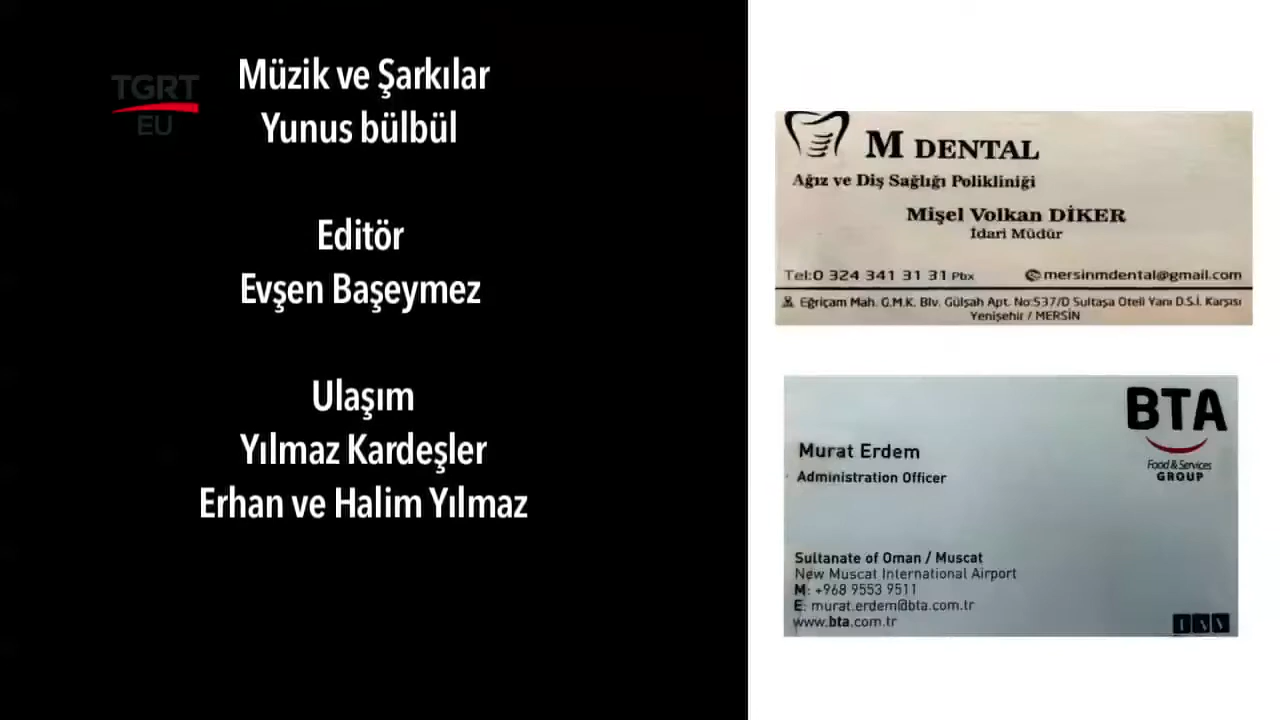 TGRT
EU
Müzik ve Şarkılar
Yunus bülbül
Editör
Evşen Başeymez
Ulaşım
Yılmaz Kardeşler
Erhan ve Halim Yılmaz
M DENTAL
Ağız ve Diş Sağlığı Polikliniği
Mişel Volkan DİKER
İdari Müdür
Tel:0 324 341 31 31 Pbx mersinmdental@gmail.com
Eğriçam Mah. G.M.K. Blv. Gülşah Apt. No:537/D Sultaşa Oteli Yanı D.S.İ. Karşısı
Yenişehir / MERSİN
BTA
Food & Services
GROUP
Murat Erdem
Administration Officer
Sultanate of Oman / Muscat
New Muscat International Airport
M: +968 9553 9511
E: murat.erdem@bta.com.tr
www.bta.com.tr